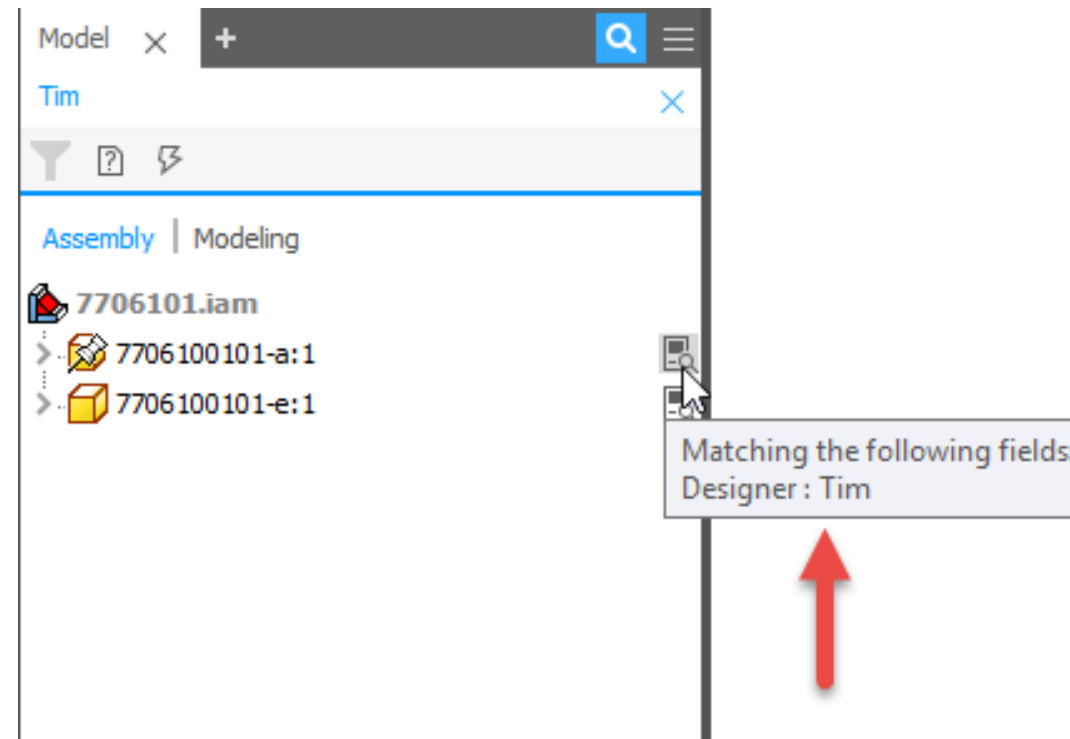 Model
Tim
Assembly | Modeling
7706101.iam
7706100101-a:1
7706100101-e:1
Matching the following fields:
Designer : Tim